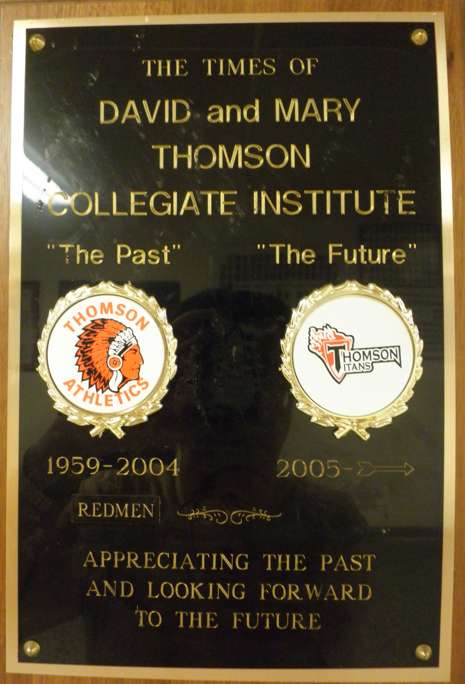 THE TIMES OF
DAVID and MARY
THOMSON
COLLEGIATE INSTITUTE
"The Past" "The Future"
THOMSON
ATHLETICS
THOMSON
TITANS
1959-2004 2005-
REDMEN
APPRECIATING THE PAST
AND LOOKING FORWARD
TO THE FUTURE